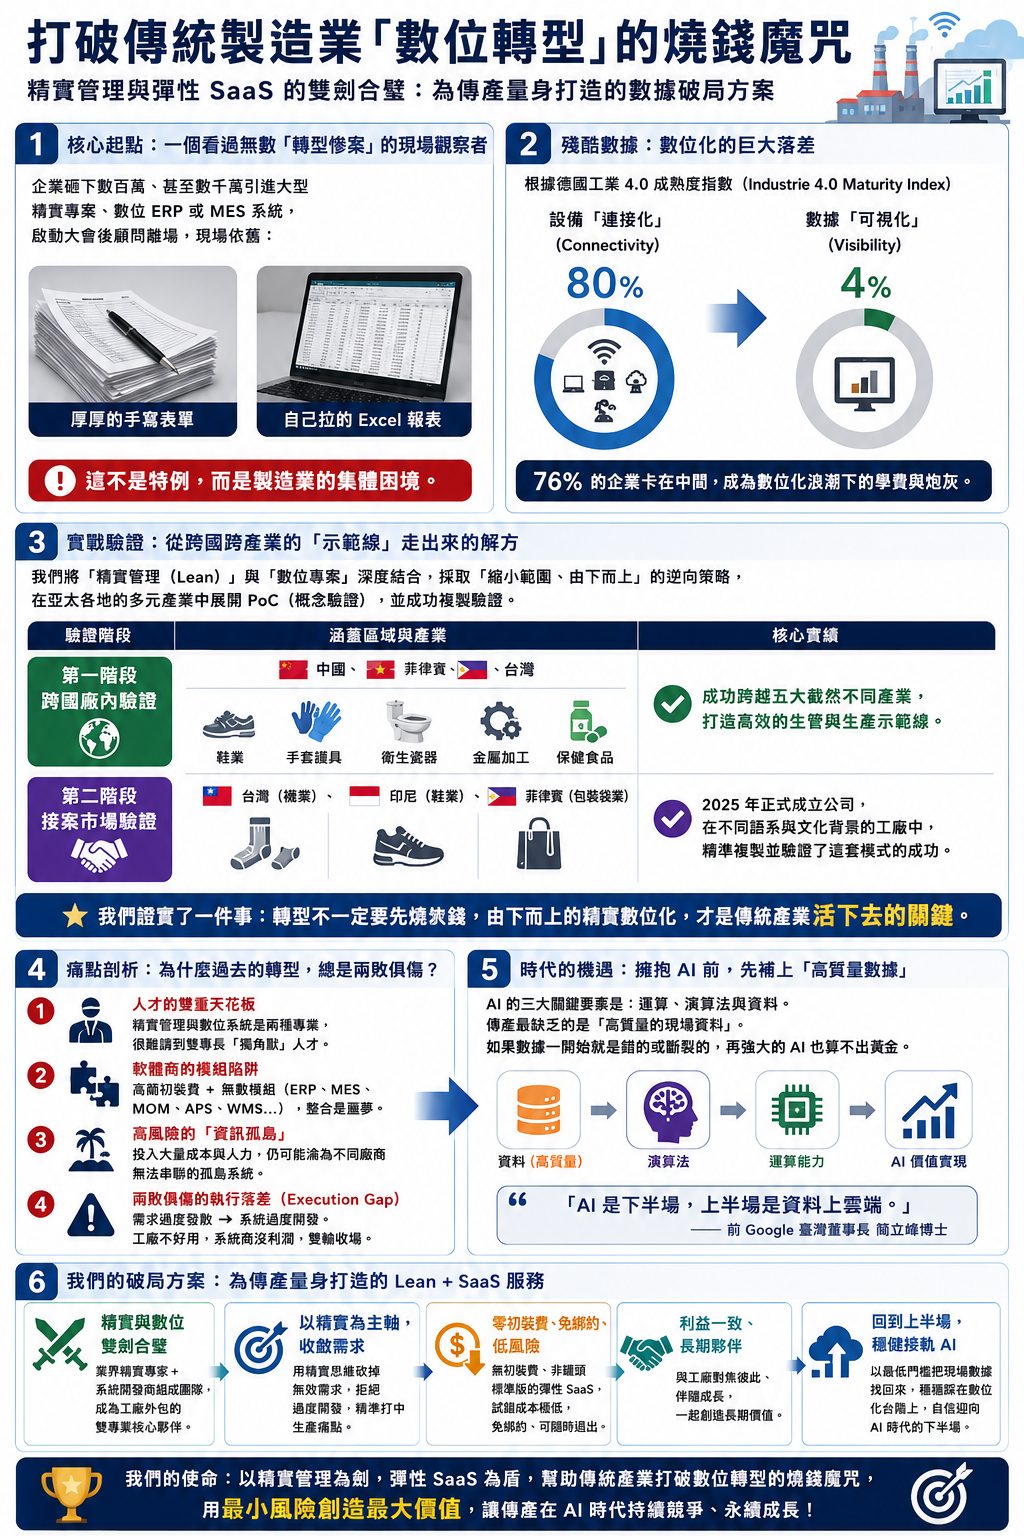 打破傳統製造業「數位轉型」的燒錢魔咒
精實管理與彈性 SaaS 的雙劍合璧：為傳產量身打造的數據破局方案
1 核心起點：一個看過無數「轉型慘案」的現場觀察者
企業砸下數百萬、甚至數千萬引進大型
精實專案、數位 ERP 或 MES 系統，
啟動大會後顧問離場，現場依舊：
厚厚的手寫表單
自己拉的 Excel 報表
這不是特例，而是製造業的集體困境。
2 殘酷數據：數位化的巨大落差
根據德國工業 4.0 成熟度指數（Industrie 4.0 Maturity Index）
設備「連接化」
（Connectivity）
80%
數據「可視化」
（Visibility）
4%
76% 的企業卡在中間，成為數位化浪潮下的學費與炮灰。
3 實戰驗證：從跨國跨產業的「示範線」走出來的解方
我們將「精實管理（Lean）」與「數位專案」深度結合，採取「縮小範圍、由下而上」的逆向策略，
在亞太各地的多元產業中展開 PoC（概念驗證），並成功複製驗證。
驗證階段
涵蓋區域與產業
核心實績
第一階段
跨國廠內驗證
中國、菲律賓、、台灣
鞋業
手套護具
衛生瓷器
金屬加工
保健食品
成功跨越五大截然不同產業，
打造高效的生管與生產示範線。
第二階段
接案市場驗證
台灣（襪業）、印尼（鞋業）、菲律賓（包裝袋業）
2025 年正式成立公司，
在不同語系與文化背景的工廠中，
精準複製並驗證了這套模式的成功。
我們證實了一件事：轉型不一定要先燒錢，由下而上的精實數位化，才是傳統產業活下去的關鍵。
4 痛點剖析：為什麼過去的轉型，總是兩敗俱傷？
1 人才的雙重天花板
精實管理與數位系統是兩種專業，
很難請到雙專長「獨角獸」人才。
2 軟體商的模組陷阱
高初裝費 + 無數模組（ERP、MES、
MOM、APS、WMS...），整合是噩夢。
3 高風險的「資訊孤島」
投入大量成本與人力，仍可能淪為不同廠商
無法串聯的孤島系統。
4 兩敗俱傷的執行落差（Execution Gap）
需求過度發散 → 系統過度開發。
工廠不好用，系統商沒利潤，雙輸收場。
5 時代的機遇：擁抱 AI 前，先補上「高質量數據」
AI 的三大關鍵要素是：運算、演算法與資料。
傳產最缺乏的是「高質量的現場資料」。
如果數據一開始就是錯的或斷裂的，再強大的 AI 也算不出黃金。
資料（高質量）
演算法
運算能力
AI 價值實現
「AI 是下半場，上半場是資料上雲端。」
—— 前 Google 臺灣董事長 簡立峰博士
6 我們的破局方案：為傳產量身打造的 Lean + SaaS 服務
精實與數位
雙劍合璧
業界精實專家 +
系統開發商組成團隊，
成為工廠外包的
雙專業核心夥伴。
以精實為主軸，
收斂需求
用精實思維砍掉
無效需求，拒絕
過度開發，精準打中
生產痛點。
零初裝費、免綁約、
低風險
無初裝費、非罐頭
標準版的彈性 SaaS，
試錯成本極低，
免綁約、可隨時退出。
利益一致、
長期夥伴
與工廠對焦彼此、
伴隨成長，
一起創造長期價值。
回到上半場，
穩健接軌 AI
以最低門檻把現場數據
找回來，穩穩踩在數位
化台階上，自信迎向
AI 時代的下半場。
我們的使命：以精實管理為劍，彈性 SaaS 為盾，幫助傳統產業打破數位轉型的燒錢魔咒，
用最小風險創造最大價值，讓傳產在 AI 時代持續競爭、永續成長！